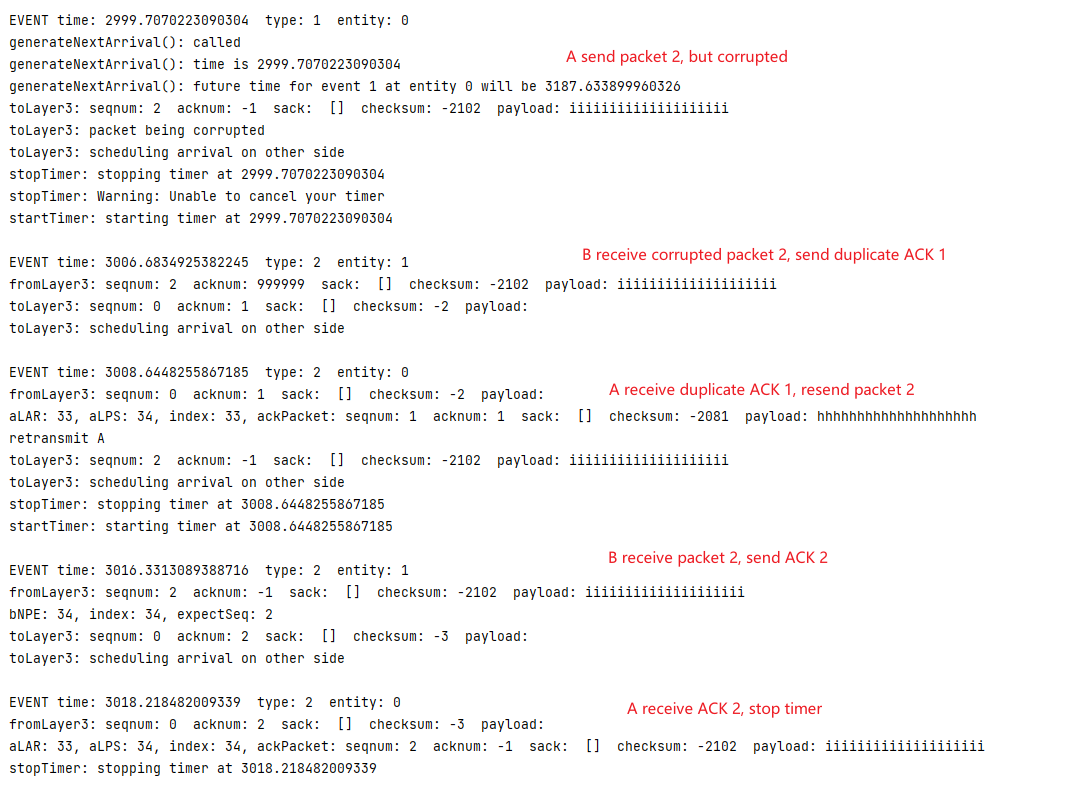 EVENT time: 2999.7070223090304  type: 1  entity: 0
generateNextArrival(): called
A send packet 2, but corrupted
generateNextArrival(): time is 2999.7070223090304
generateNextArrival(): future time for event 1 at entity 0 will be 3187.633899960326
toLayer3: seqnum: 2  acknum: -1  sack:  []  checksum: -2102  payload: iiiiiiiiiiiiiiiiiiii
toLayer3: packet being corrupted
toLayer3: scheduling arrival on other side
stopTimer: stopping timer at 2999.7070223090304
stopTimer: Warning: Unable to cancel your timer
startTimer: starting timer at 2999.7070223090304
B receive corrupted packet 2, send duplicate ACK 1
EVENT time: 3006.6834925382245  type: 2  entity: 1
fromLayer3: seqnum: 2  acknum: 999999  sack:  []  checksum: -2102  payload: iiiiiiiiiiiiiiiiiiii
toLayer3: seqnum: 0  acknum: 1  sack:  []  checksum: -2  payload:
toLayer3: scheduling arrival on other side
EVENT time: 3008.6448255867185  type: 2  entity: 0
A receive duplicate ACK 1, resend packet 2
fromLayer3: seqnum: 0  acknum: 1  sack:  []  checksum: -2  payload:
aLAR: 33, aLPS: 34, index: 33, ackPacket: seqnum: 1  acknum: 1  sack:  []  checksum: -2081  payload: hhhhhhhhhhhhhhhhhhhh
retransmit A
toLayer3: seqnum: 2  acknum: -1  sack:  []  checksum: -2102  payload: iiiiiiiiiiiiiiiiiiii
toLayer3: scheduling arrival on other side
stopTimer: stopping timer at 3008.6448255867185
startTimer: starting timer at 3008.6448255867185
B receive packet 2, send ACK 2
EVENT time: 3016.3313089388716  type: 2  entity: 1
fromLayer3: seqnum: 2  acknum: -1  sack:  []  checksum: -2102  payload: iiiiiiiiiiiiiiiiiiii
bNPE: 34, index: 34, expectSeq: 2
toLayer3: seqnum: 0  acknum: 2  sack:  []  checksum: -3  payload:
toLayer3: scheduling arrival on other side
EVENT time: 3018.218482009339  type: 2  entity: 0
A receive ACK 2, stop timer
fromLayer3: seqnum: 0  acknum: 2  sack:  []  checksum: -3  payload:
aLAR: 33, aLPS: 34, index: 34, ackPacket: seqnum: 2  acknum: -1  sack:  []  checksum: -2102  payload: iiiiiiiiiiiiiiiiiiii
stopTimer: stopping timer at 3018.218482009339